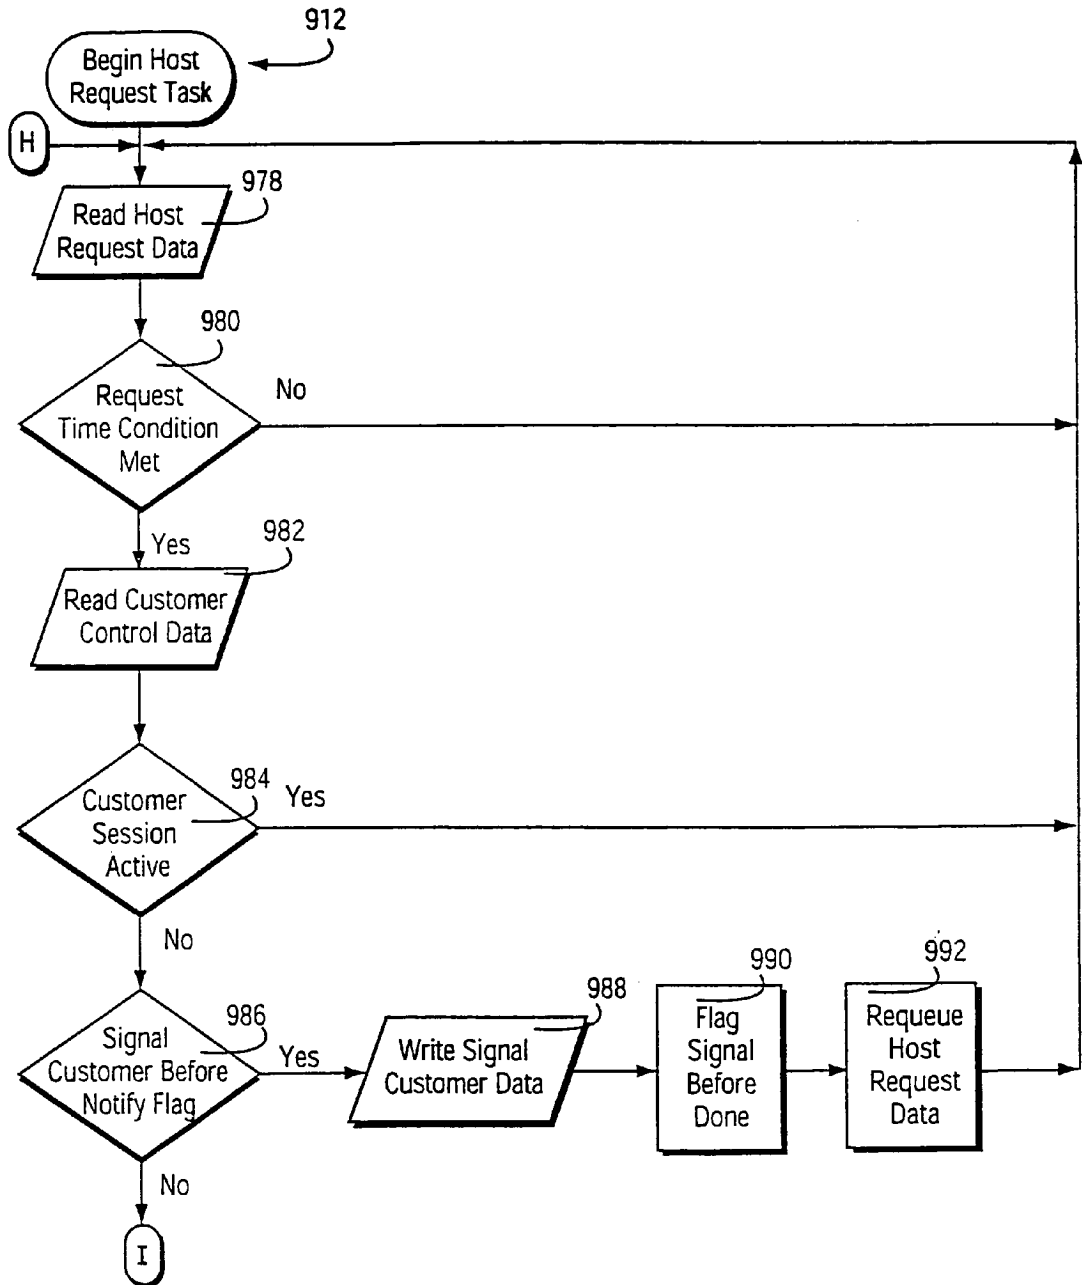 912
Begin Host
Request Task
H
978
Read Host
Request Data
980
Request
Time Condition
Met
No
Yes
982
Read Customer
Control Data
984
Customer
Session
Active
Yes
No
986
Signal
Customer Before
Notify Flag
Yes
988
Write Signal
Customer Data
990
Flag
Signal
Before
Done
992
Requeue
Host
Request
Data
No
I